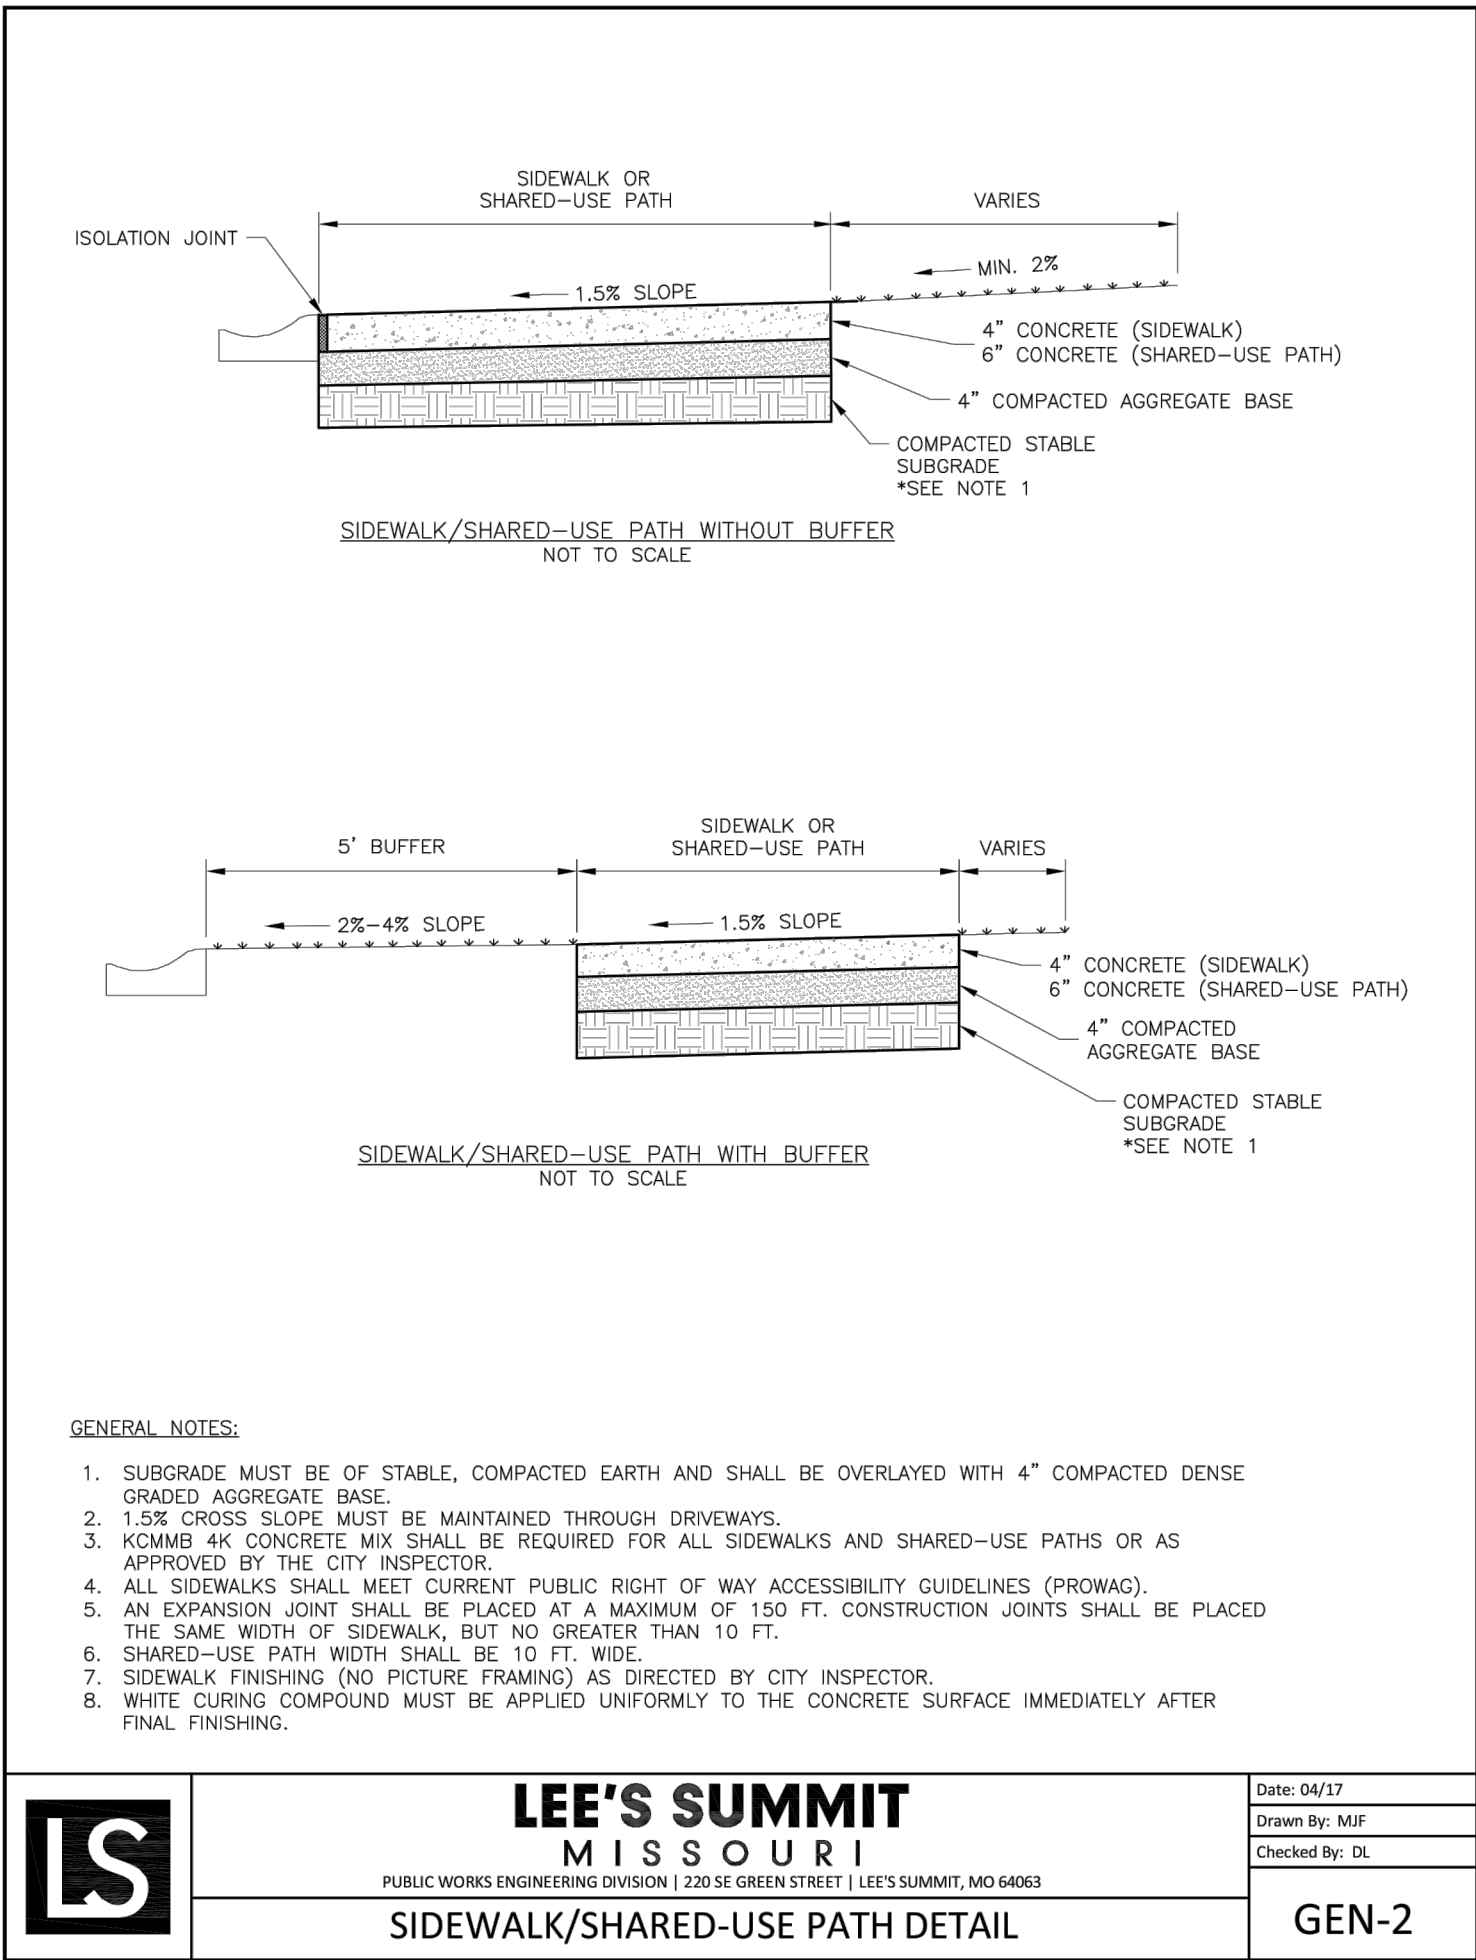 SIDEWALK OR
SHARED-USE PATH
VARIES
ISOLATION JOINT
MIN. 2%
1.5% SLOPE
4" CONCRETE (SIDEWALK)
6" CONCRETE (SHARED-USE PATH)
4" COMPACTED AGGREGATE BASE
COMPACTED STABLE
SUBGRADE
*SEE NOTE 1
SIDEWALK/SHARED-USE PATH WITHOUT BUFFER
NOT TO SCALE
5' BUFFER
SIDEWALK OR
SHARED-USE PATH
VARIES
2%-4% SLOPE
1.5% SLOPE
4" CONCRETE (SIDEWALK)
6" CONCRETE (SHARED-USE PATH)
4" COMPACTED
AGGREGATE BASE
COMPACTED STABLE
SUBGRADE
*SEE NOTE 1
SIDEWALK/SHARED-USE PATH WITH BUFFER
NOT TO SCALE
GENERAL NOTES:
1. SUBGRADE MUST BE OF STABLE, COMPACTED EARTH AND SHALL BE OVERLAYED WITH 4" COMPACTED DENSE
GRADED AGGREGATE BASE.
2. 1.5% CROSS SLOPE MUST BE MAINTAINED THROUGH DRIVEWAYS.
3. KCMMB 4K CONCRETE MIX SHALL BE REQUIRED FOR ALL SIDEWALKS AND SHARED-USE PATHS OR AS
APPROVED BY THE CITY INSPECTOR.
4. ALL SIDEWALKS SHALL MEET CURRENT PUBLIC RIGHT OF WAY ACCESSIBILITY GUIDELINES (PROWAG).
5. AN EXPANSION JOINT SHALL BE PLACED AT A MAXIMUM OF 150 FT. CONSTRUCTION JOINTS SHALL BE PLACED
THE SAME WIDTH OF SIDEWALK, BUT NO GREATER THAN 10 FT.
6. SHARED-USE PATH WIDTH SHALL BE 10 FT. WIDE.
7. SIDEWALK FINISHING (NO PICTURE FRAMING) AS DIRECTED BY CITY INSPECTOR.
8. WHITE CURING COMPOUND MUST BE APPLIED UNIFORMLY TO THE CONCRETE SURFACE IMMEDIATELY AFTER
FINAL FINISHING.
LS
LEE'S SUMMIT
MISSOURI
PUBLIC WORKS ENGINEERING DIVISION | 220 SE GREEN STREET | LEE'S SUMMIT, MO 64063
SIDEWALK/SHARED-USE PATH DETAIL
Date: 04/17
Drawn By: MJF
Checked By: DL
GEN-2